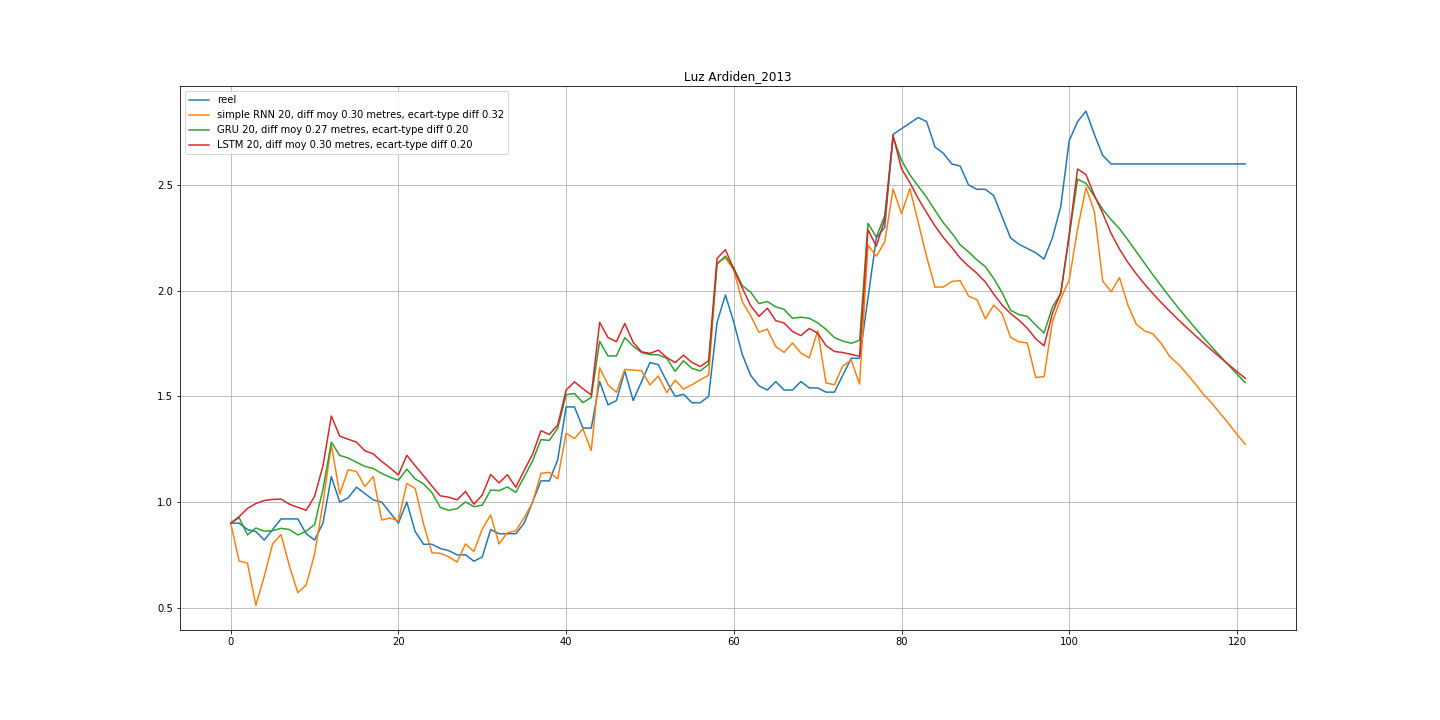 Luz Ardiden_2013
reel
simple RNN 20, diff moy 0.30 metres, ecart-type diff 0.32
GRU 20, diff moy 0.27 metres, ecart-type diff 0.20
LSTM 20, diff moy 0.30 metres, ecart-type diff 0.20
2.5
2.0
1.5
1.0
0.5
0 20 40 60 80 100 120